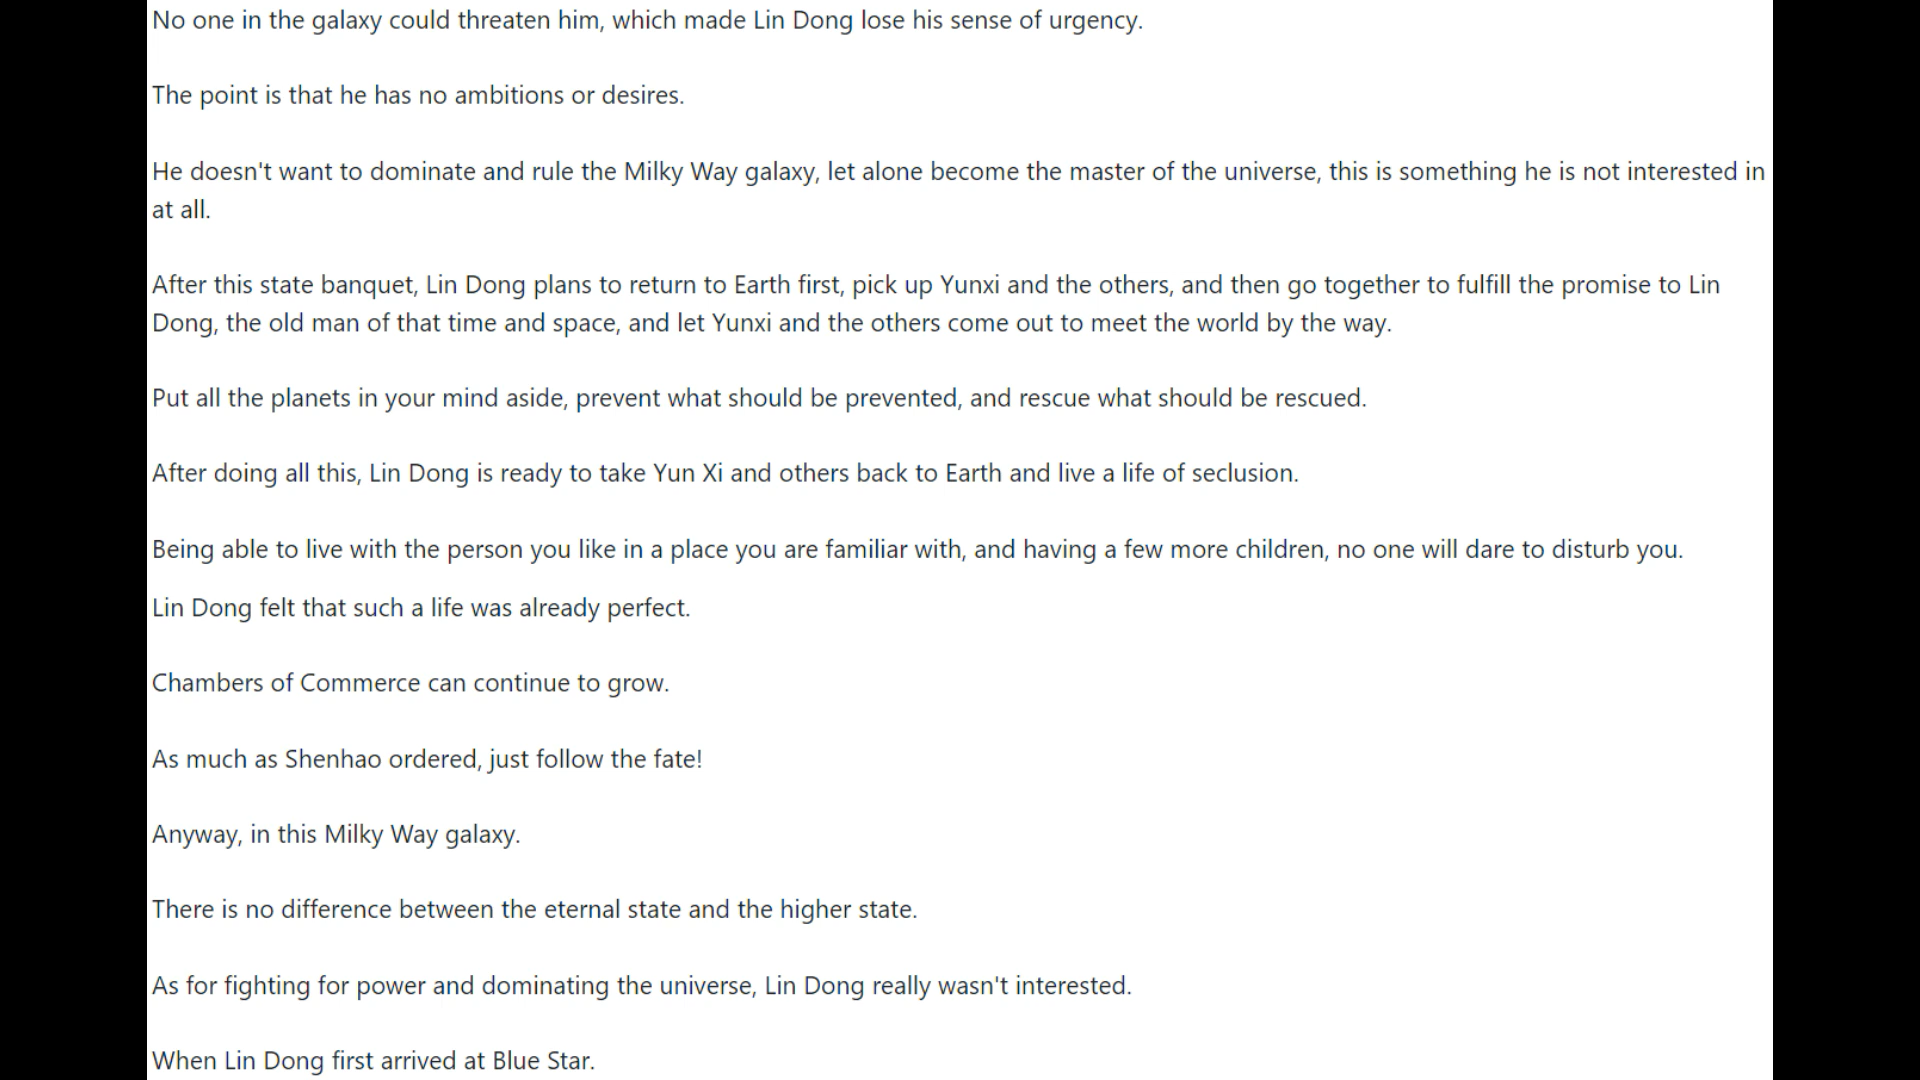 No one in the galaxy could threaten him, which made Lin Dong lose his sense of urgency.
The point is that he has no ambitions or desires.
He doesn't want to dominate and rule the Milky Way galaxy, let alone become the master of the universe, this is something he is not interested in
at all.
After this state banquet, Lin Dong plans to return to Earth first, pick up Yunxi and the others, and then go together to fulfill the promise to Lin
Dong, the old man of that time and space, and let Yunxi and the others come out to meet the world by the way.
Put all the planets in your mind aside, prevent what should be prevented, and rescue what should be rescued.
After doing all this, Lin Dong is ready to take Yun Xi and others back to Earth and live a life of seclusion.
Being able to live with the person you like in a place you are familiar with, and having a few more children, no one will dare to disturb you.
Lin Dong felt that such a life was already perfect.
Chambers of Commerce can continue to grow.
As much as Shenhao ordered, just follow the fate!
Anyway, in this Milky Way galaxy.
There is no difference between the eternal state and the higher state.
As for fighting for power and dominating the universe, Lin Dong really wasn't interested.
When Lin Dong first arrived at Blue Star.